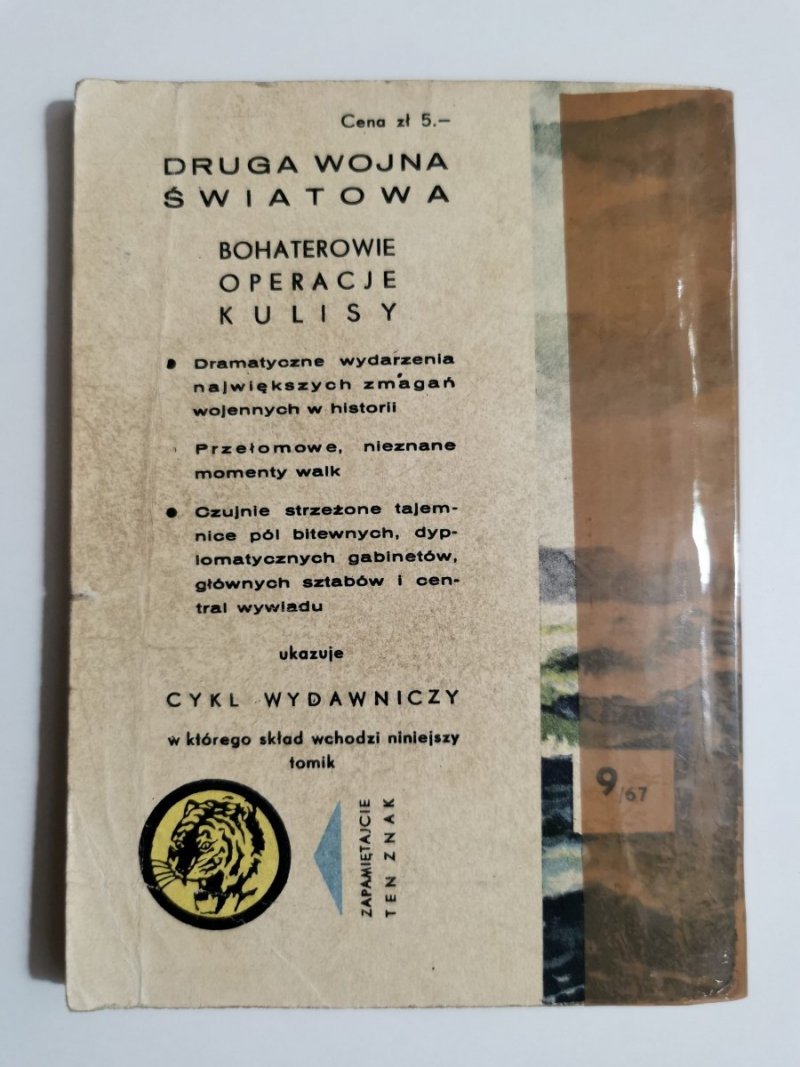 Cena zł 5.—
DRUGA WOJNA
ŚWIATOWA
BOHATEROWIE
OPERACJE
KULISY
• Dramatyczne wydarzenia
największych zmagań
wojennych w historii
Przełomowe, nieznane
momenty walk
• Czujnie strzeżone tajem-
nice pól bitewnych, dyp-
lomatycznych gabinetów,
głównych sztabów i cen-
tral wywiadu
ukazuje
CYKL WYDAWNICZY
w którego skład wchodzi niniejszy
tomik
ZAPAMIĘTAJCIE
TEN ZNAK
9/67